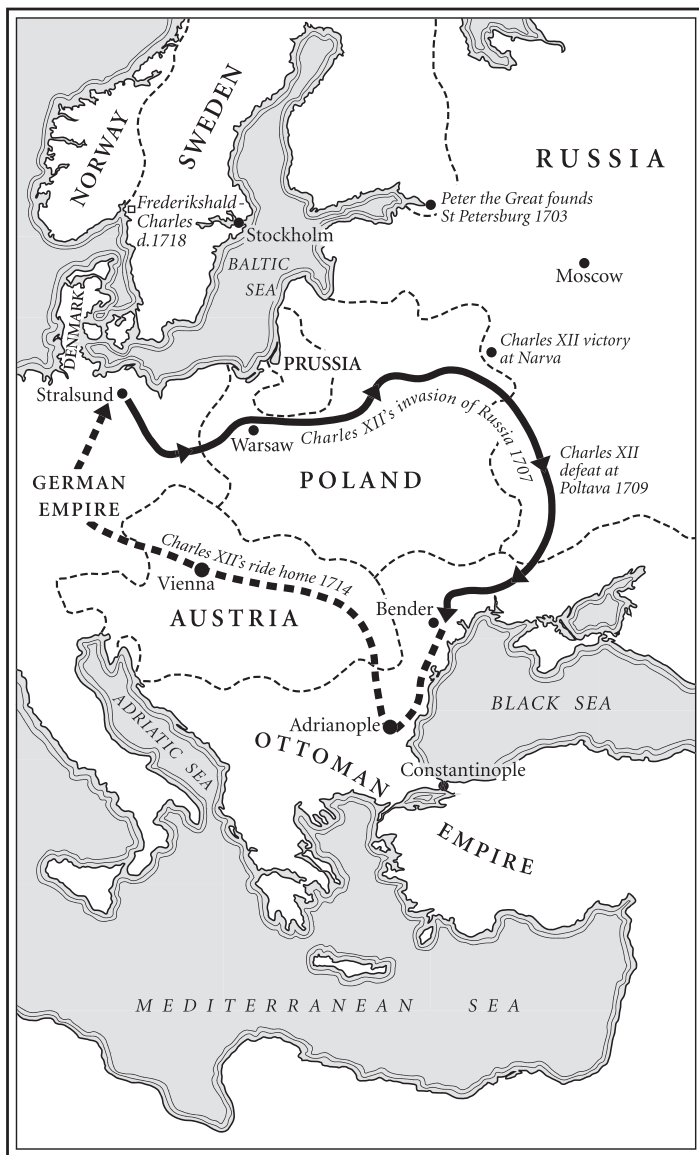 NORWAY
SWEDEN
RUSSIA
Frederikshald-
Charles
d.1718
Stockholm
Peter the Great founds
St Petersburg 1703
Moscow
BALTIC
SEA
DENMARK
PRUSSIA
Charles XII victory
at Narva
Stralsund
Warsaw
Charles XII's invasion of Russia 1707
POLAND
Charles XII
defeat at
Poltava 1709
GERMAN
EMPIRE
Charles XII's ride home 1714
Vienna
AUSTRIA
Bender
BLACK SEA
ADRIATIC SEA
Adrianople
OTTOMAN
EMPIRE
Constantinople
MEDITERRANEAN SEA